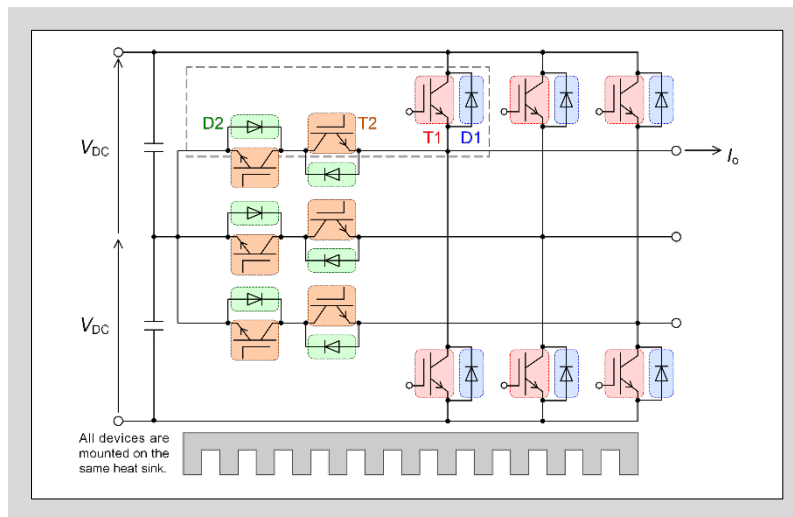 D2
T2
T1
D1
VDC
Io
VDC
All devices are
mounted on the
same heat sink.